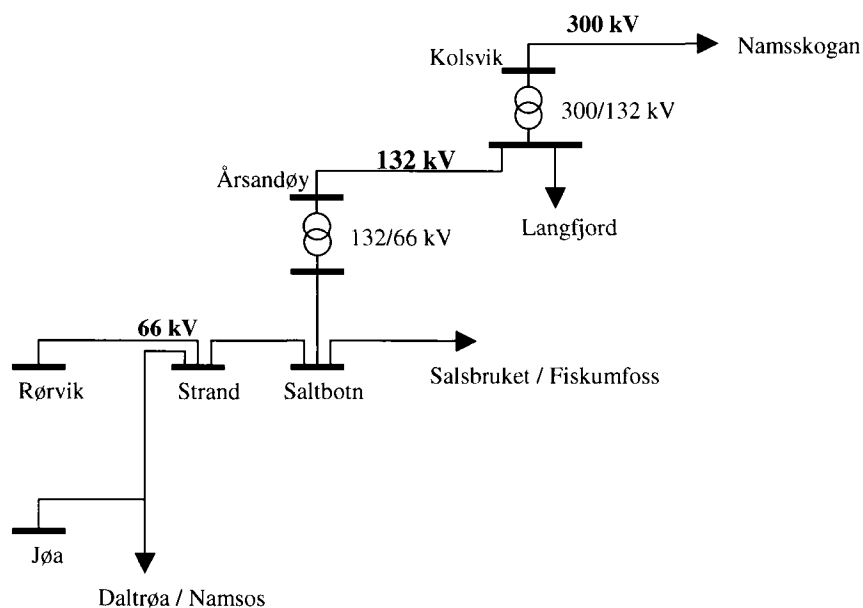 300 kV
Namsskogan
Kolsvik
300/132 kV
132 kV
Årsandøy
Langfjord
132/66 kV
66 kV
Rørvik
Strand
Saltbotn
Salsbruket / Fiskumfoss
Jøa
Daltrøa / Namsos